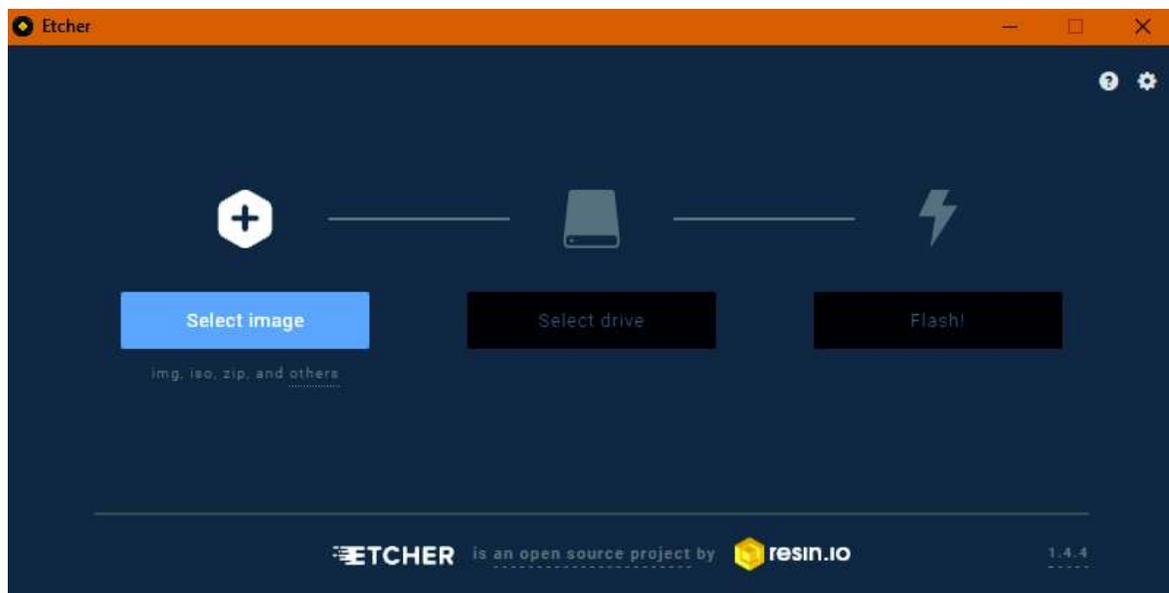 Etcher
Select image
Select drive
Flash!
img, iso, zip, and others
ETCHER is an open source project by resin.io
1.4.4